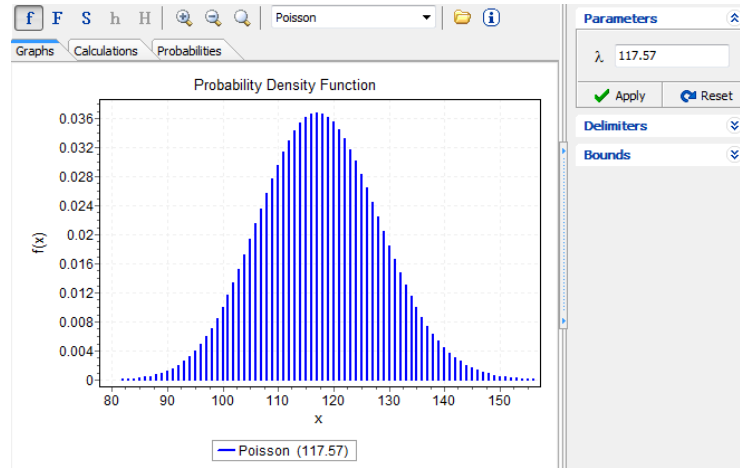 f F S h H Poisson
Parameters
Graphs Calculations Probabilities
λ 117.57
Apply Reset
Delimiters
Bounds
Probability Density Function
f(x)
0.036
0.032
0.028
0.024
0.02
0.016
0.012
0.008
0.004
0
80 90 100 110 120 130 140 150
x
Poisson (117.57)